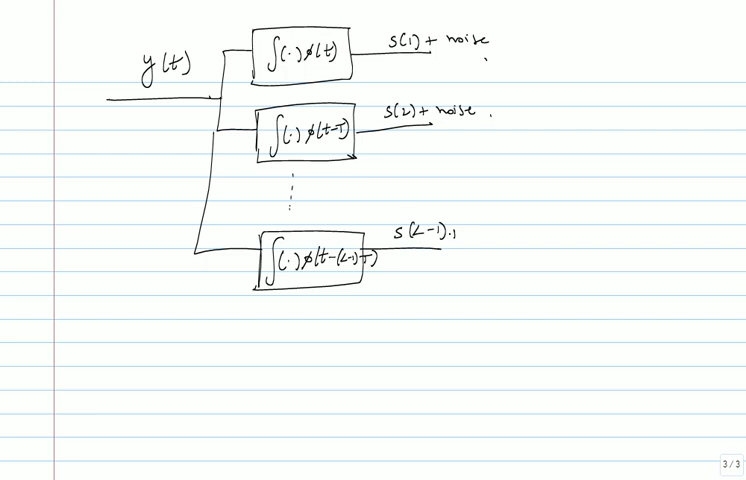 y(t)
∫(·) φ(t)
s(1) + noise
∫(·) φ(t-T)
s(2) + noise .
∫(·) φ(t-(L-1)T)
s(L-1).,
3 / 3